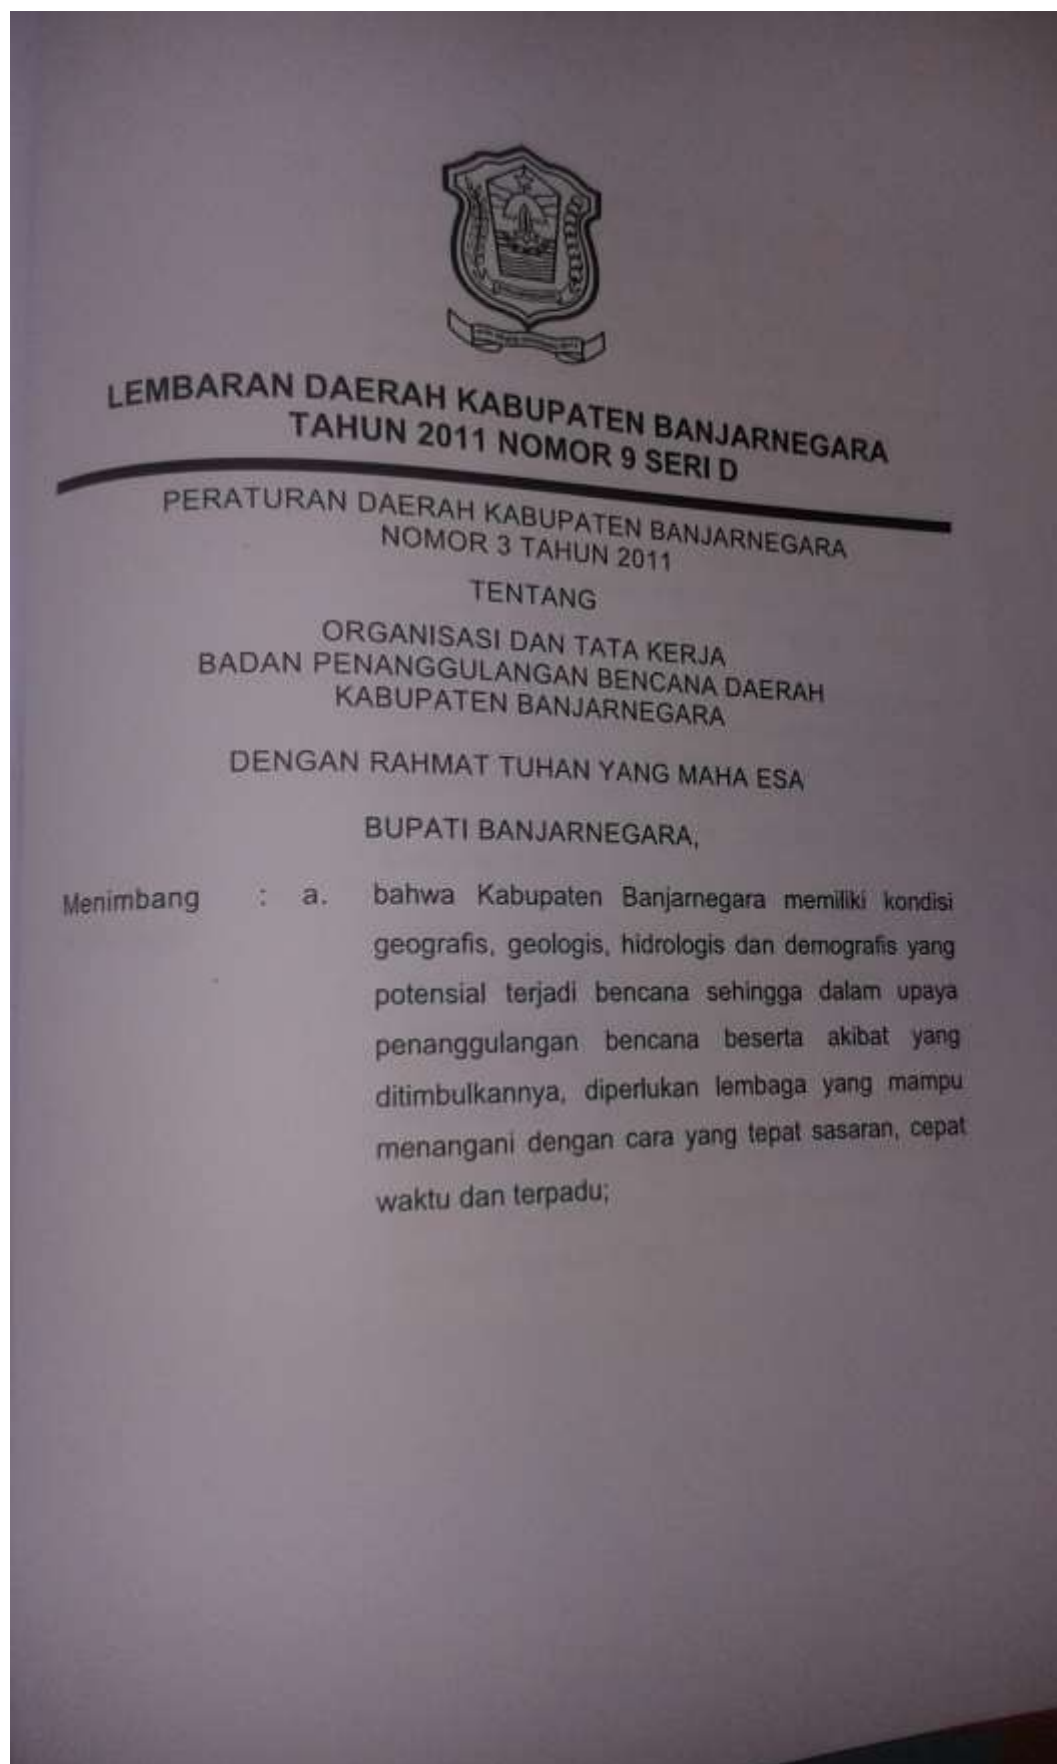 LEMBARAN DAERAH KABUPATEN BANJARNEGARA
TAHUN 2011 NOMOR 9 SERI D
PERATURAN DAERAH KABUPATEN BANJARNEGARA
NOMOR 3 TAHUN 2011
TENTANG
ORGANISASI DAN TATA KERJA
BADAN PENANGGULANGAN BENCANA DAERAH
KABUPATEN BANJARNEGARA
DENGAN RAHMAT TUHAN YANG MAHA ESA
BUPATI BANJARNEGARA,
Menimbang : a. bahwa Kabupaten Banjarnegara memiliki kondisi
geografis, geologis, hidrologis dan demografis yang
potensial terjadi bencana sehingga dalam upaya
penanggulangan bencana beserta akibat yang
ditimbulkannya, diperlukan lembaga yang mampu
menangani dengan cara yang tepat sasaran, cepat
waktu dan terpadu;